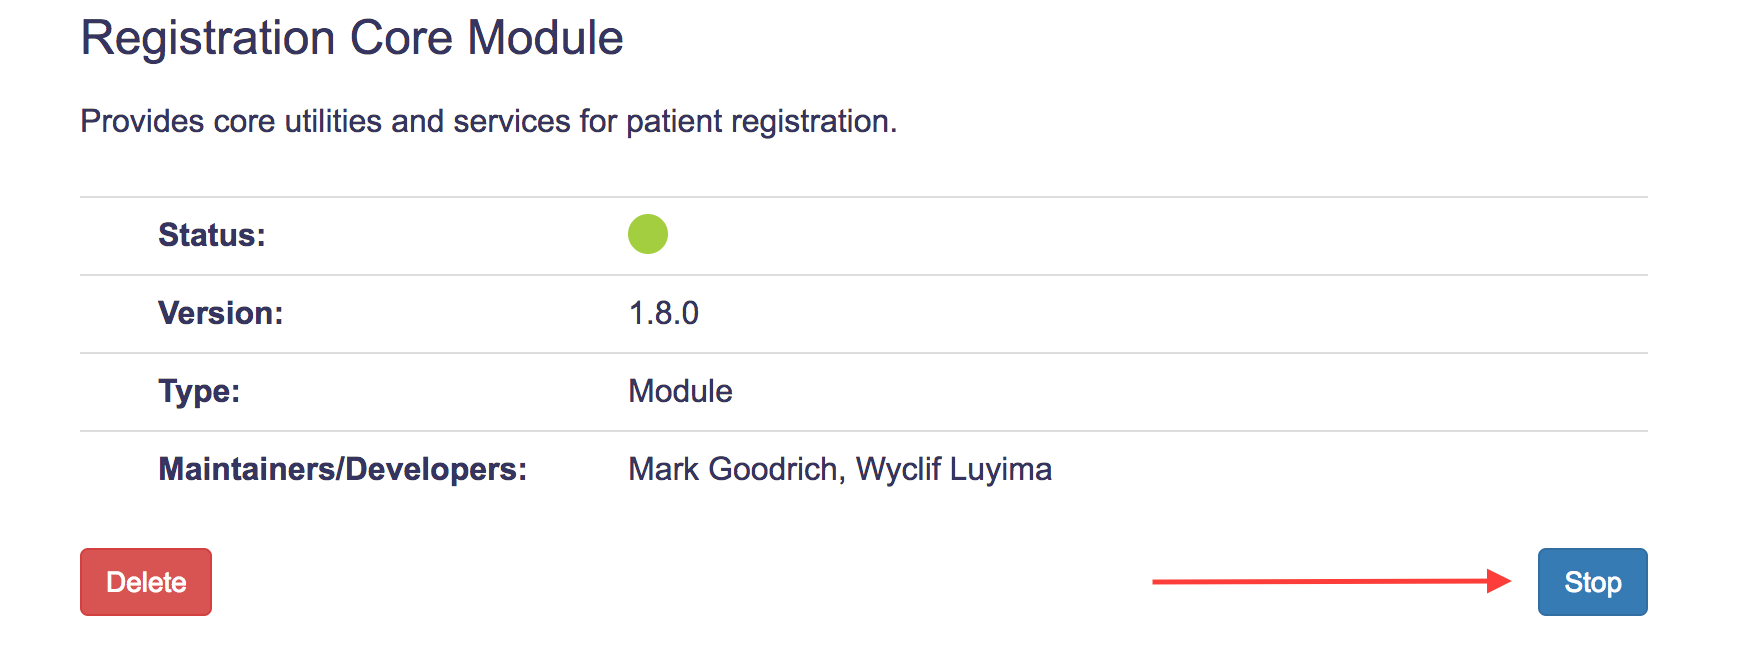 Registration Core Module
Provides core utilities and services for patient registration.
Status:
Version: 1.8.0
Type: Module
Maintainers/Developers: Mark Goodrich, Wyclif Luyima
Delete Stop